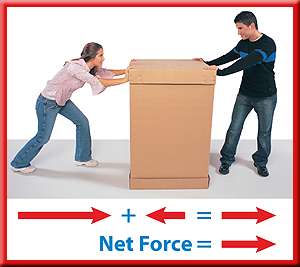 + =
Net Force =